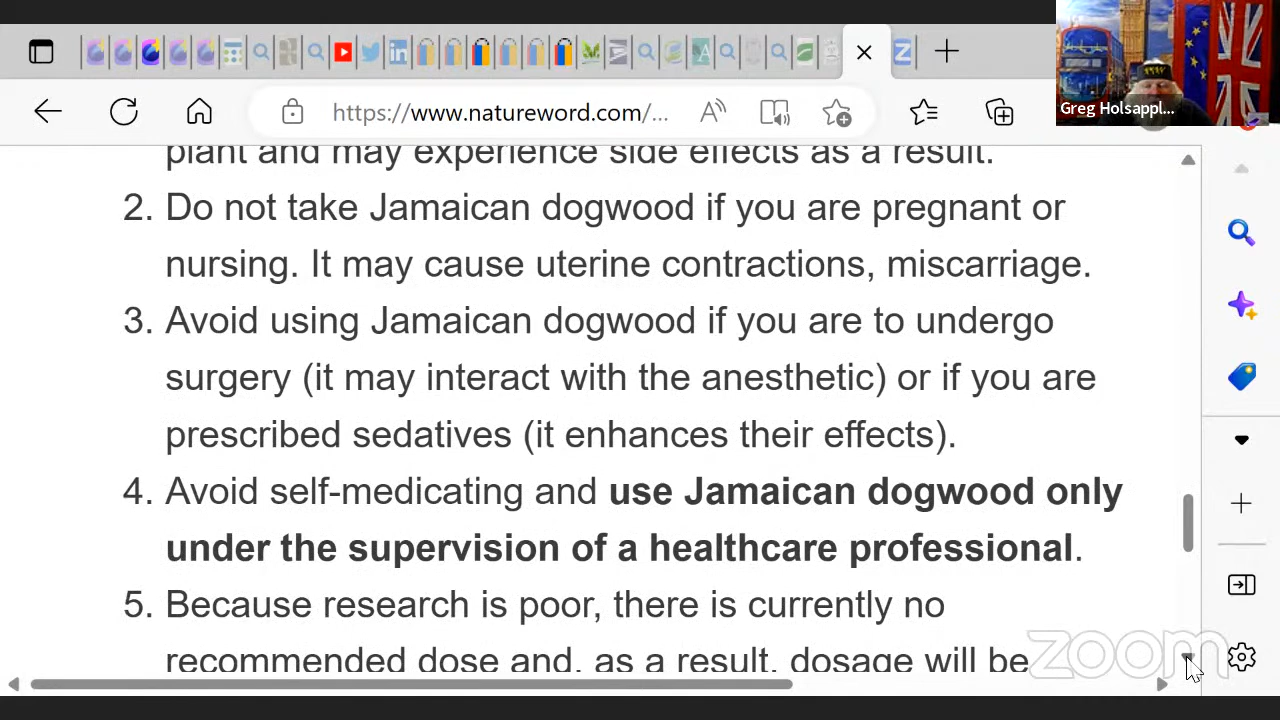 https://www.natureword.com/...
Greg Holsappl...
plant and may experience side effects as a result.
2. Do not take Jamaican dogwood if you are pregnant or
nursing. It may cause uterine contractions, miscarriage.
3. Avoid using Jamaican dogwood if you are to undergo
surgery (it may interact with the anesthetic) or if you are
prescribed sedatives (it enhances their effects).
4. Avoid self-medicating and use Jamaican dogwood only
under the supervision of a healthcare professional.
5. Because research is poor, there is currently no
recommended dose and, as a result, dosage will be
zoom